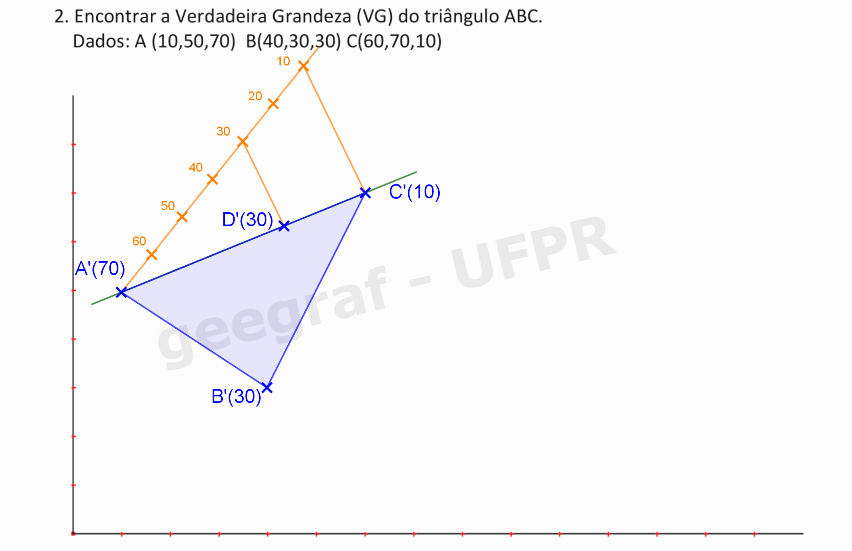 2. Encontrar a Verdadeira Grandeza (VG) do triângulo ABC.
Dados: A (10,50,70) B(40,30,30) C(60,70,10)
10
20
30
40
50
60
C'(10)
D'(30)
A'(70)
B'(30)
geegraf - UFPR